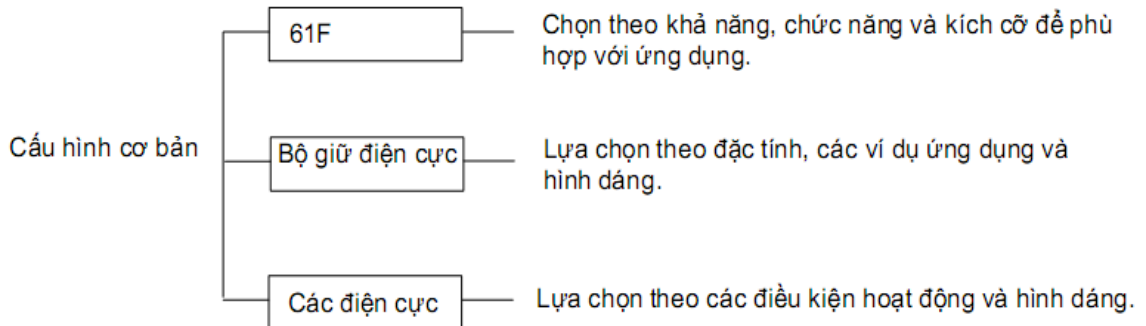 61F
Chọn theo khả năng, chức năng và kích cỡ để phù
hợp với ứng dụng.
Cấu hình cơ bản
Bộ giữ điện cực
Lựa chọn theo đặc tính, các ví dụ ứng dụng và
hình dáng.
Các điện cực
Lựa chọn theo các điều kiện hoạt động và hình dáng.